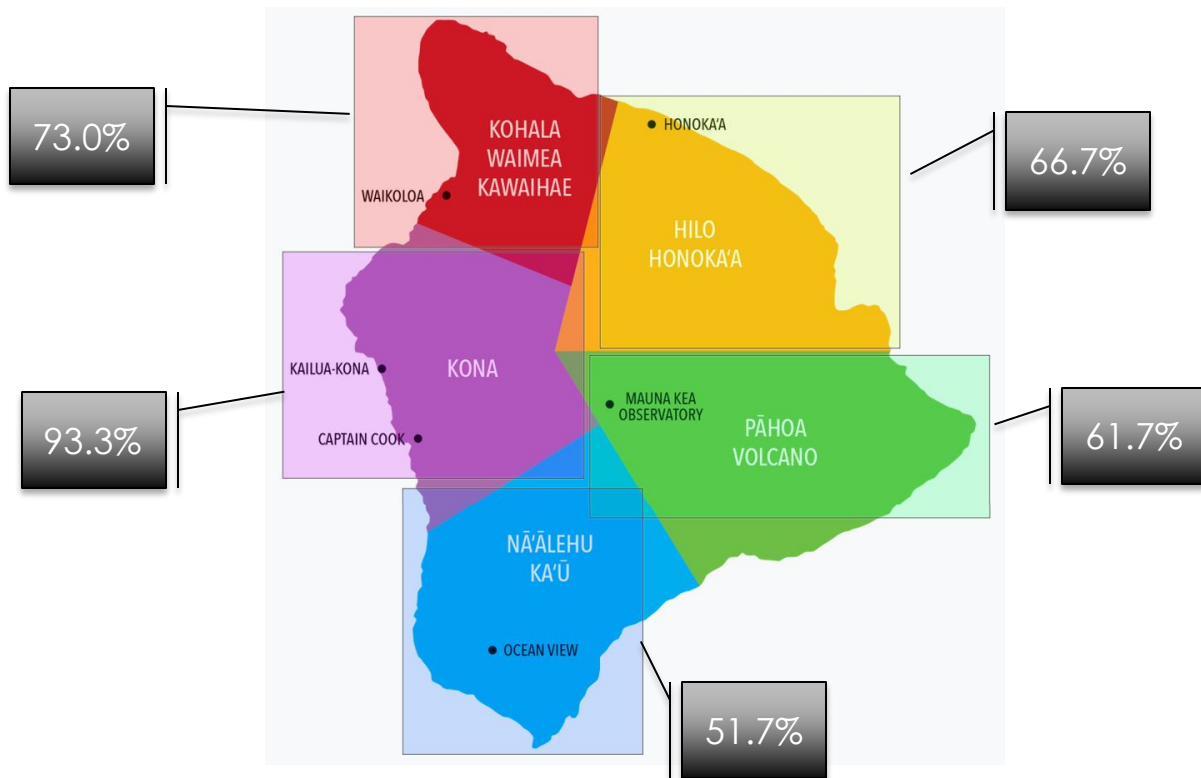 73.0%
KOHALA
WAIMEA
KAWAIHAE
WAIKOLOA
HONOKA'A
66.7%
HILO
HONOKA'A
KAILUA-KONA
KONA
CAPTAIN COOK
93.3%
MAUNA KEA
OBSERVATORY
PĀHOA
VOLCANO
61.7%
NĀ'ĀLEHU
KA'Ū
OCEAN VIEW
51.7%